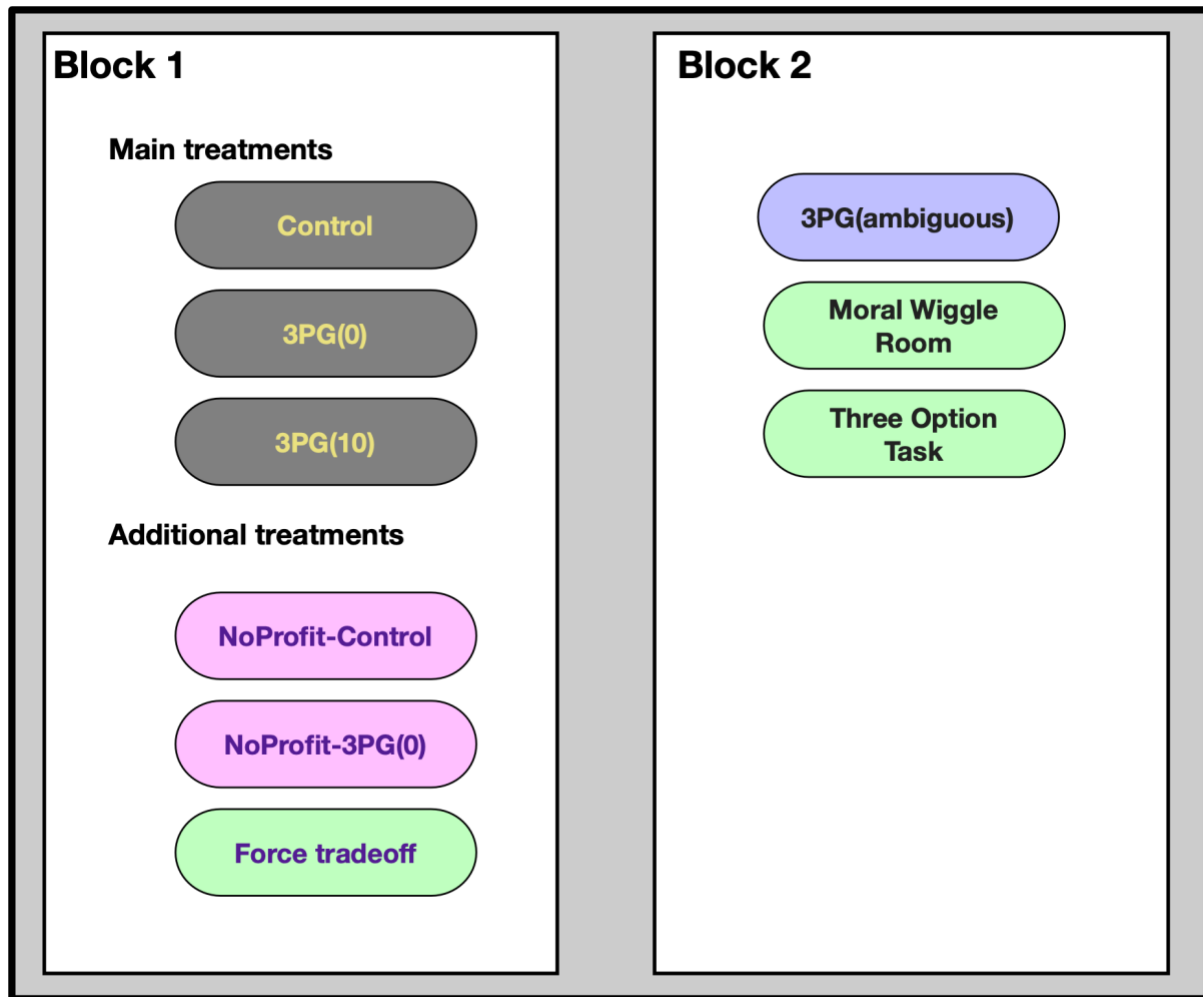 Block 1
Main treatments
Control
3PG(0)
3PG(10)
Additional treatments
NoProfit-Control
NoProfit-3PG(0)
Force tradeoff
Block 2
3PG(ambiguous)
Moral Wiggle
Room
Three Option
Task